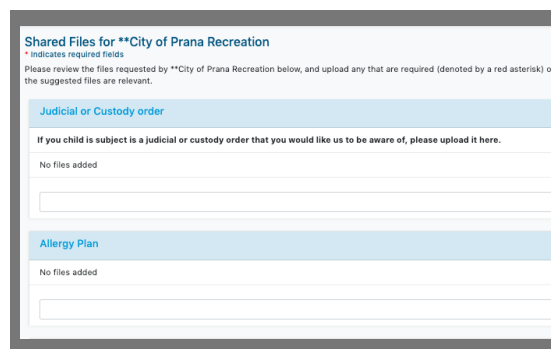 Shared Files for **City of Prana Recreation
* Indicates required fields
Please review the files requested by **City of Prana Recreation below, and upload any that are required (denoted by a red asterisk) o
the suggested files are relevant.
Judicial or Custody order
If you child is subject is a judicial or custody order that you would like us to be aware of, please upload it here.
No files added
Allergy Plan
No files added